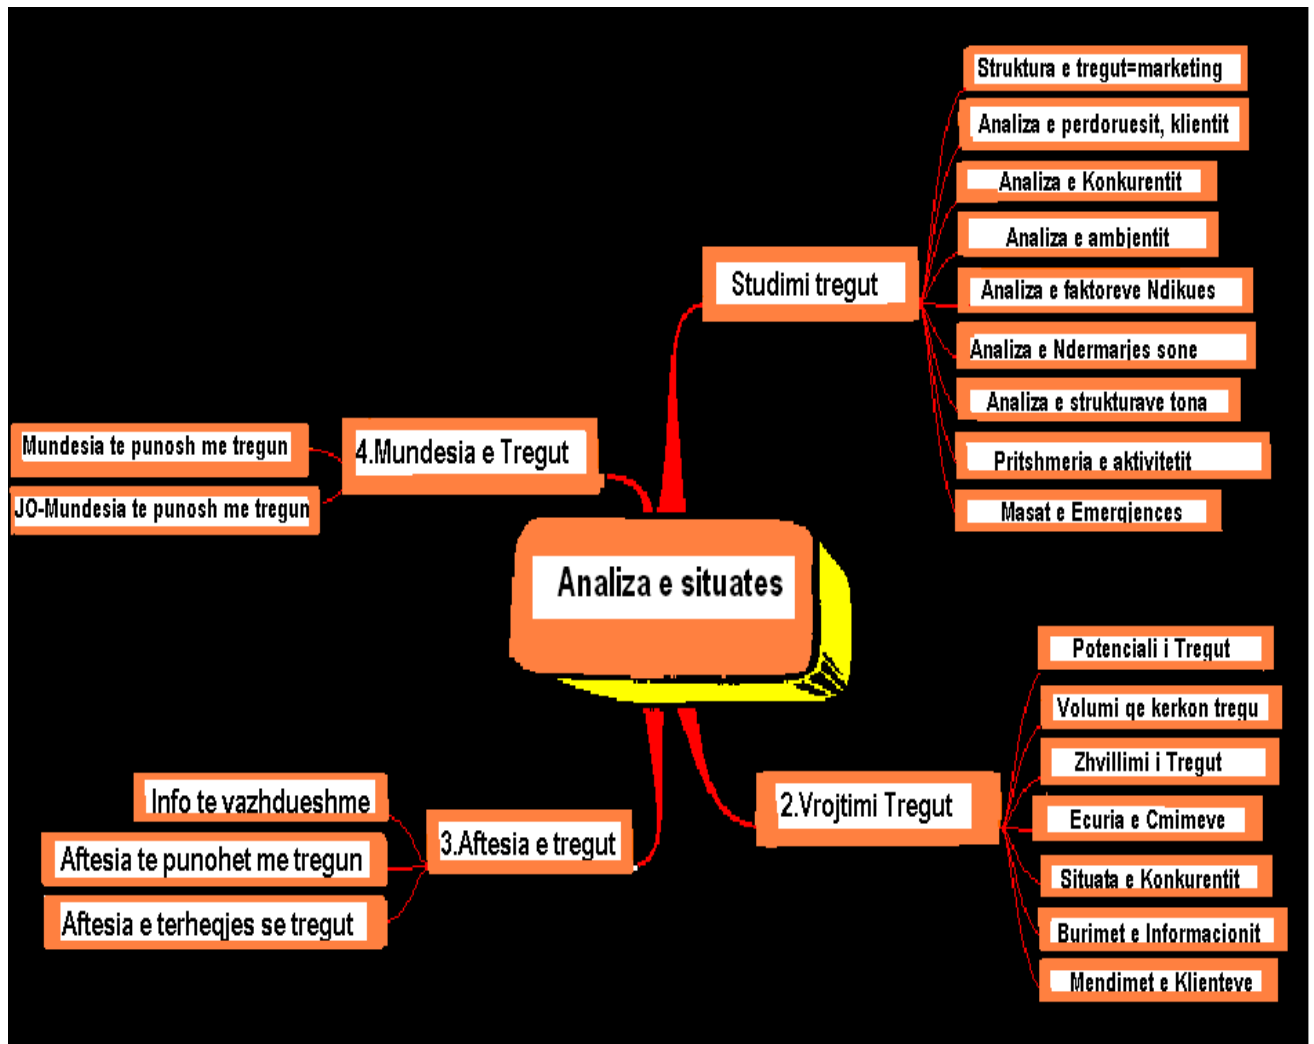 Analiza e situates
Studimi tregut
Struktura e tregut=marketing
Analiza e perdoruesit, klientit
Analiza e Konkurentit
Analiza e ambjentit
Analiza e faktoreve Ndikues
Analiza e Ndermarjes sone
Analiza e strukturave tona
Pritshmeria e aktivitetit
Masat e Emergjences
2.Vrojtimi Tregut
Potenciali i Tregut
Volumi qe kerkon tregu
Zhvillimi i Tregut
Ecuria e Cmimeve
Situata e Konkurentit
Burimet e Informacionit
Mendimet e Klienteve
3.Aftesia e tregut
Info te vazhdueshme
Aftesia te punohet me tregun
Aftesia e terheqjes se tregut
4.Mundesia e Tregut
Mundesia te punosh me tregun
JO-Mundesia te punosh me tregun